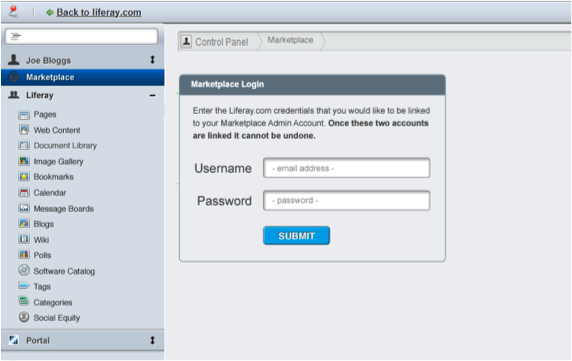 Back to liferay.com
Control Panel
Marketplace
Joe Bloggs
Marketplace
Liferay
Pages
Web Content
Document Library
Image Gallery
Bookmarks
Calendar
Message Boards
Blogs
Wiki
Polls
Software Catalog
Tags
Categories
Social Equity
Portal
Marketplace Login
Enter the Liferay.com credentials that you would like to be linked
to your Marketplace Admin Account. Once these two accounts
are linked it cannot be undone.
Username
- email address -
Password
- password -
SUBMIT